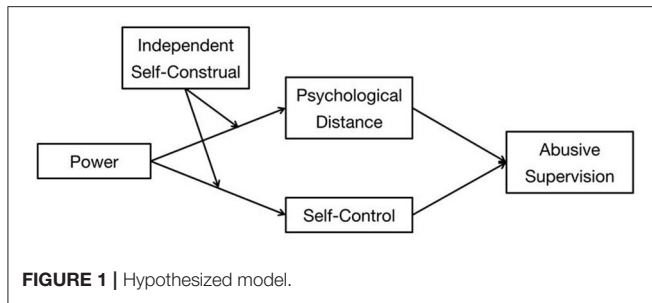 Independent
Self-Construal
Psychological
Distance
Power
Abusive
Supervision
Self-Control
FIGURE 1 | Hypothesized model.